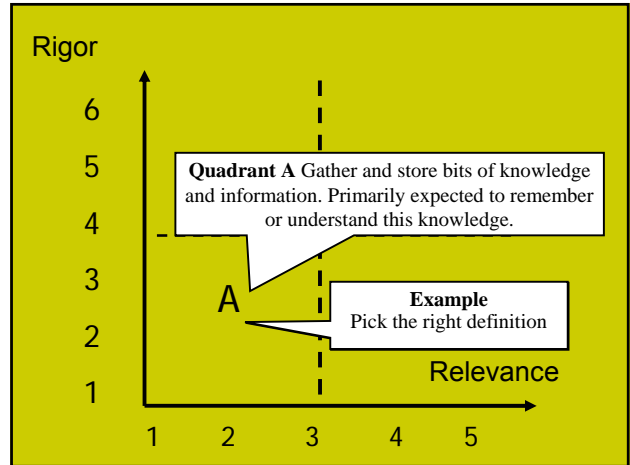 Rigor
6
5
Quadrant A Gather and store bits of knowledge
and information. Primarily expected to remember
or understand this knowledge.
4
3
A
Example
Pick the right definition
2
Relevance
1
1 2 3 4 5